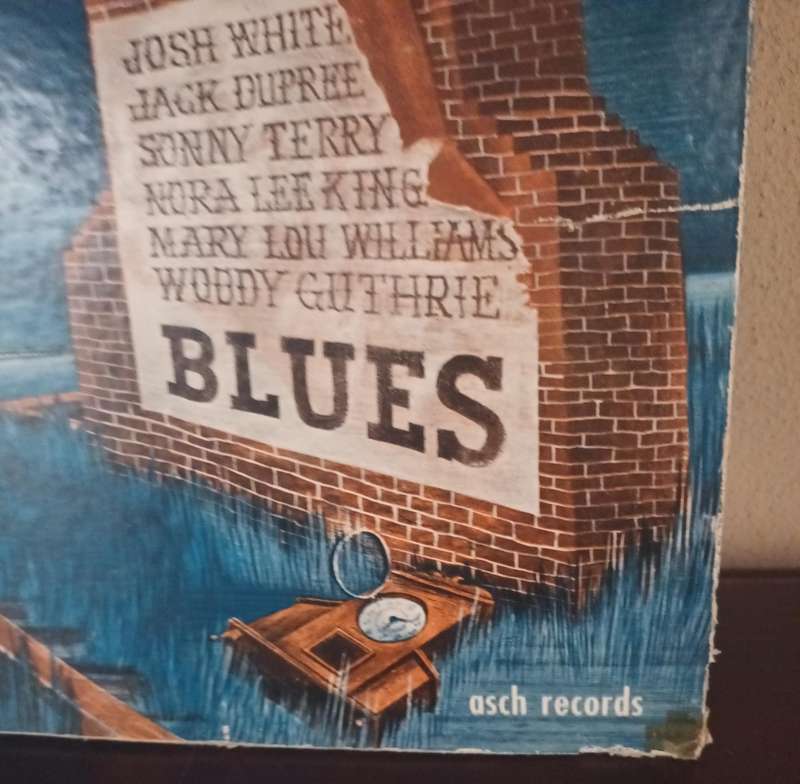 JOSH WHITE
JACK DUPREE
SONNY TERRY
NORA LEE KING
MARY LOU WILLIAMS
WOODY GUTHRIE
BLUES
asch records